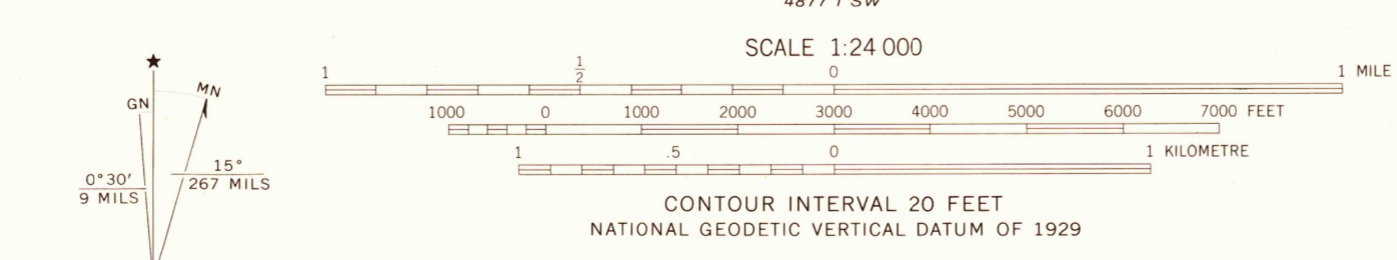 4877 I SW
SCALE 1:24 000
1 1/2 0 1 MILE
1000 0 1000 2000 3000 4000 5000 6000 7000 FEET
1 .5 0 1 KILOMETRE
CONTOUR INTERVAL 20 FEET
NATIONAL GEODETIC VERTICAL DATUM OF 1929
★
GN
MN
0°30′
9 MILS
15°
267 MILS